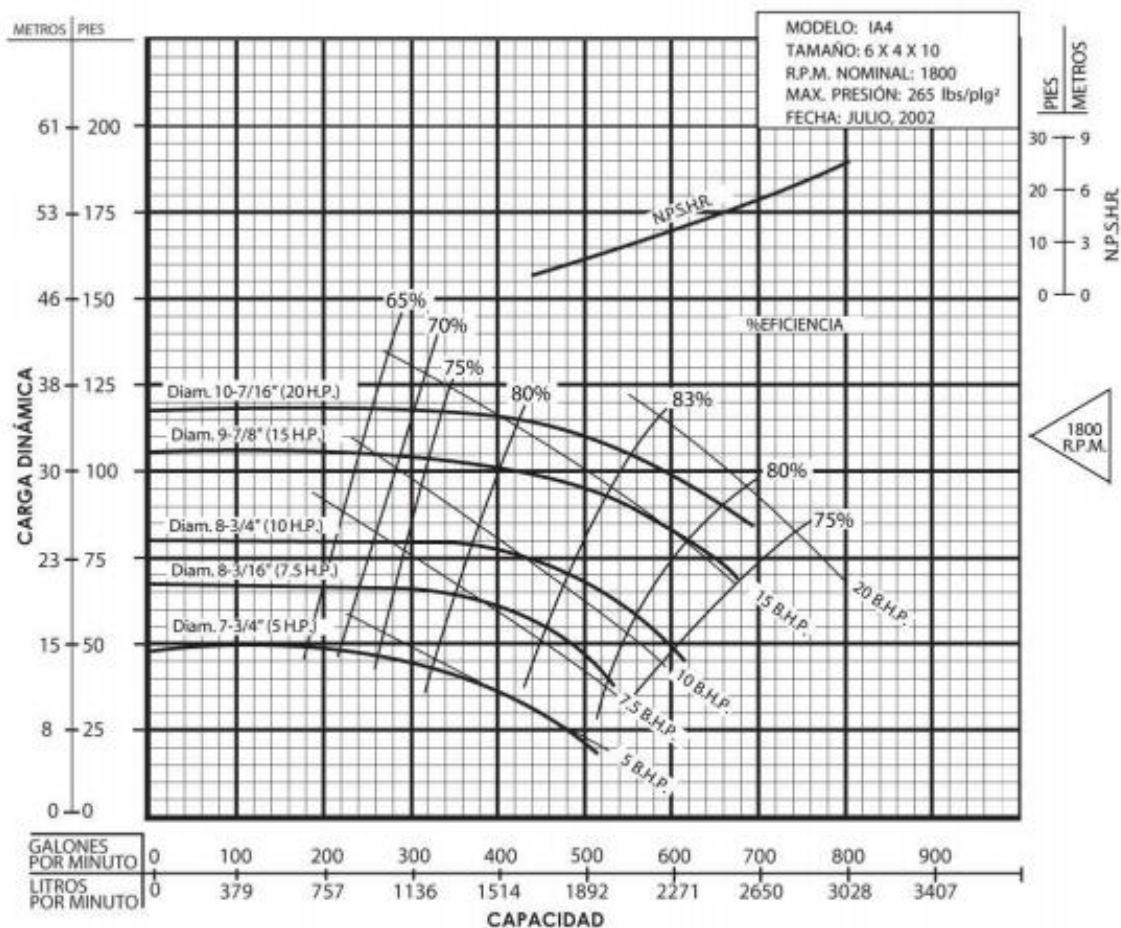 METROS PIES
MODELO: IA4
TAMAÑO: 6 X 4 X 10
R.P.M. NOMINAL: 1800
MAX. PRESIÓN: 265 lbs/plg²
FECHA: JULIO, 2002
PIES
METROS
61 200
30 9
N.P.S.H.R.
20 6
53 175
10 3
N.P.S.H.R.
46 150
0 0
65%
70%
%EFICIENCIA
75%
38 125
Diam. 10-7/16" (20 H.P.)
80%
83%
CARGA DINÁMICA
1800
R.P.M.
Diam. 9-7/8" (15 H.P.)
30 100
80%
75%
Diam. 8-3/4" (10 H.P.)
23 75
Diam. 8-3/16" (7.5 H.P.)
15 B.H.P.
20 B.H.P.
Diam. 7-3/4" (5 H.P.)
15 50
10 B.H.P.
7.5 B.H.P.
8 25
5 B.H.P.
0 0
GALONES
POR MINUTO
0 100 200 300 400 500 600 700 800 900
LITROS
POR MINUTO
0 379 757 1136 1514 1892 2271 2650 3028 3407
CAPACIDAD